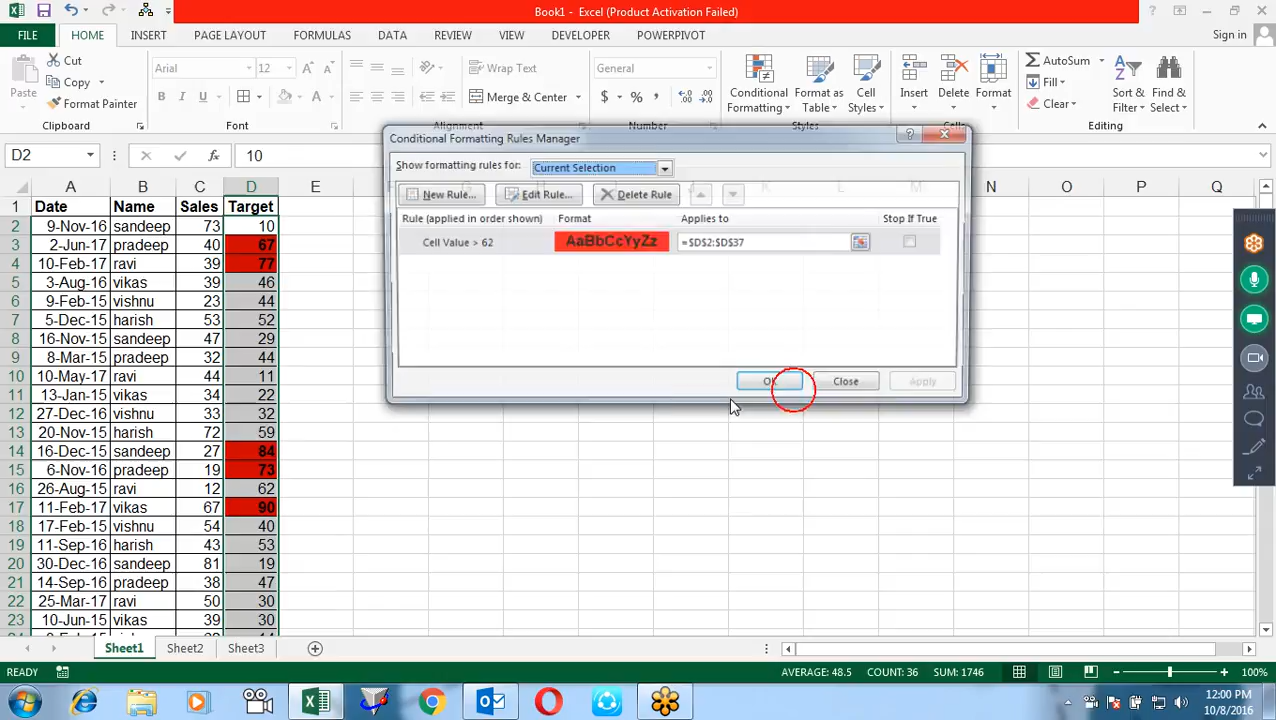 Book1 - Excel (Product Activation Failed)
FILE HOME INSERT PAGE LAYOUT FORMULAS DATA REVIEW VIEW DEVELOPER POWERPIVOT Sign in
Cut
Copy
Format Painter
Paste
Clipboard
Arial 12
B I U A
Font
Wrap Text
Merge & Center
Alignment
General
$ % ,
Number
Conditional Formatting
Format as Table
Cell Styles
Styles
Insert Delete Format
Cells
AutoSum
Fill
Clear
Sort & Filter
Find & Select
Editing
D2 fx 10
A B C D E N O P Q
1 Date Name Sales Target
2 9-Nov-16 sandeep 73 10
3 2-Jun-17 pradeep 40 67
4 10-Feb-17 ravi 39 77
5 3-Aug-16 vikas 39 46
6 9-Feb-15 vishnu 23 44
7 5-Dec-15 harish 53 52
8 16-Nov-15 sandeep 47 29
9 8-Mar-15 pradeep 32 44
10 10-May-17 ravi 44 11
11 13-Jan-16 vikas 34 22
12 27-Dec-16 vishnu 33 32
13 20-Nov-15 harish 72 59
14 16-Dec-15 sandeep 27 84
15 6-Nov-16 pradeep 19 73
16 26-Aug-15 ravi 12 62
17 11-Feb-17 vikas 67 90
18 17-Feb-15 vishnu 54 40
19 11-Sep-16 harish 43 53
20 30-Dec-16 sandeep 81 19
21 14-Sep-16 pradeep 38 47
22 25-Mar-17 ravi 50 30
23 10-Jun-15 vikas 39 30
Conditional Formatting Rules Manager
Show formatting rules for: Current Selection
New Rule... Edit Rule... Delete Rule
Rule (applied in order shown) Format Applies to Stop If True
Cell Value > 62 AaBbCcYyZz =$D$2:$D$37
OK Close Apply
Sheet1 Sheet2 Sheet3
READY AVERAGE: 48.5 COUNT: 36 SUM: 1746 100%
12:00 PM
10/8/2016